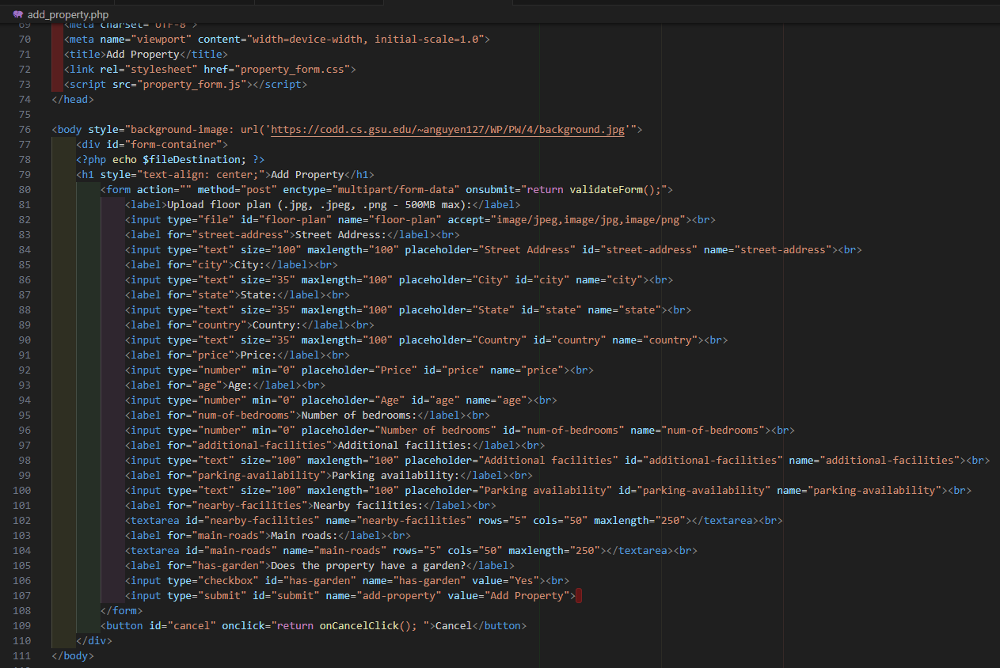 add_property.php
69 <meta charset="UTF-8">
70 <meta name="viewport" content="width=device-width, initial-scale=1.0">
71 <title>Add Property</title>
72 <link rel="stylesheet" href="property_form.css">
73 <script src="property_form.js"></script>
74 </head>
75
76 <body style="background-image: url('https://codd.cs.gsu.edu/~anguyen127/WP/PW/4/background.jpg'">
77 <div id="form-container">
78 <?php echo $fileDestination; ?>
79 <h1 style="text-align: center;">Add Property</h1>
80 <form action="" method="post" enctype="multipart/form-data" onsubmit="return validateForm();">
81 <label>Upload floor plan (.jpg, .jpeg, .png - 500MB max):</label>
82 <input type="file" id="floor-plan" name="floor-plan" accept="image/jpeg,image/jpg,image/png"><br>
83 <label for="street-address">Street Address:</label><br>
84 <input type="text" size="100" maxlength="100" placeholder="Street Address" id="street-address" name="street-address"><br>
85 <label for="city">City:</label><br>
86 <input type="text" size="35" maxlength="100" placeholder="City" id="city" name="city"><br>
87 <label for="state">State:</label><br>
88 <input type="text" size="35" maxlength="100" placeholder="State" id="state" name="state"><br>
89 <label for="country">Country:</label><br>
90 <input type="text" size="35" maxlength="100" placeholder="Country" id="country" name="country"><br>
91 <label for="price">Price:</label><br>
92 <input type="number" min="0" placeholder="Price" id="price" name="price"><br>
93 <label for="age">Age:</label><br>
94 <input type="number" min="0" placeholder="Age" id="age" name="age"><br>
95 <label for="num-of-bedrooms">Number of bedrooms:</label><br>
96 <input type="number" min="0" placeholder="Number of bedrooms" id="num-of-bedrooms" name="num-of-bedrooms"><br>
97 <label for="additional-facilities">Additional facilities:</label><br>
98 <input type="text" size="100" maxlength="100" placeholder="Additional facilities" id="additional-facilities" name="additional-facilities"><br>
99 <label for="parking-availability">Parking availability:</label><br>
100 <input type="text" size="100" maxlength="100" placeholder="Parking availability" id="parking-availability" name="parking-availability"><br>
101 <label for="nearby-facilities">Nearby facilities:</label><br>
102 <textarea id="nearby-facilities" name="nearby-facilities" rows="5" cols="50" maxlength="250"></textarea><br>
103 <label for="main-roads">Main roads:</label><br>
104 <textarea id="main-roads" name="main-roads" rows="5" cols="50" maxlength="250"></textarea><br>
105 <label for="has-garden">Does the property have a garden?</label>
106 <input type="checkbox" id="has-garden" name="has-garden" value="Yes"><br>
107 <input type="submit" id="submit" name="add-property" value="Add Property">
108 </form>
109 <button id="cancel" onclick="return onCancelClick(); ">Cancel</button>
110 </div>
111 </body>